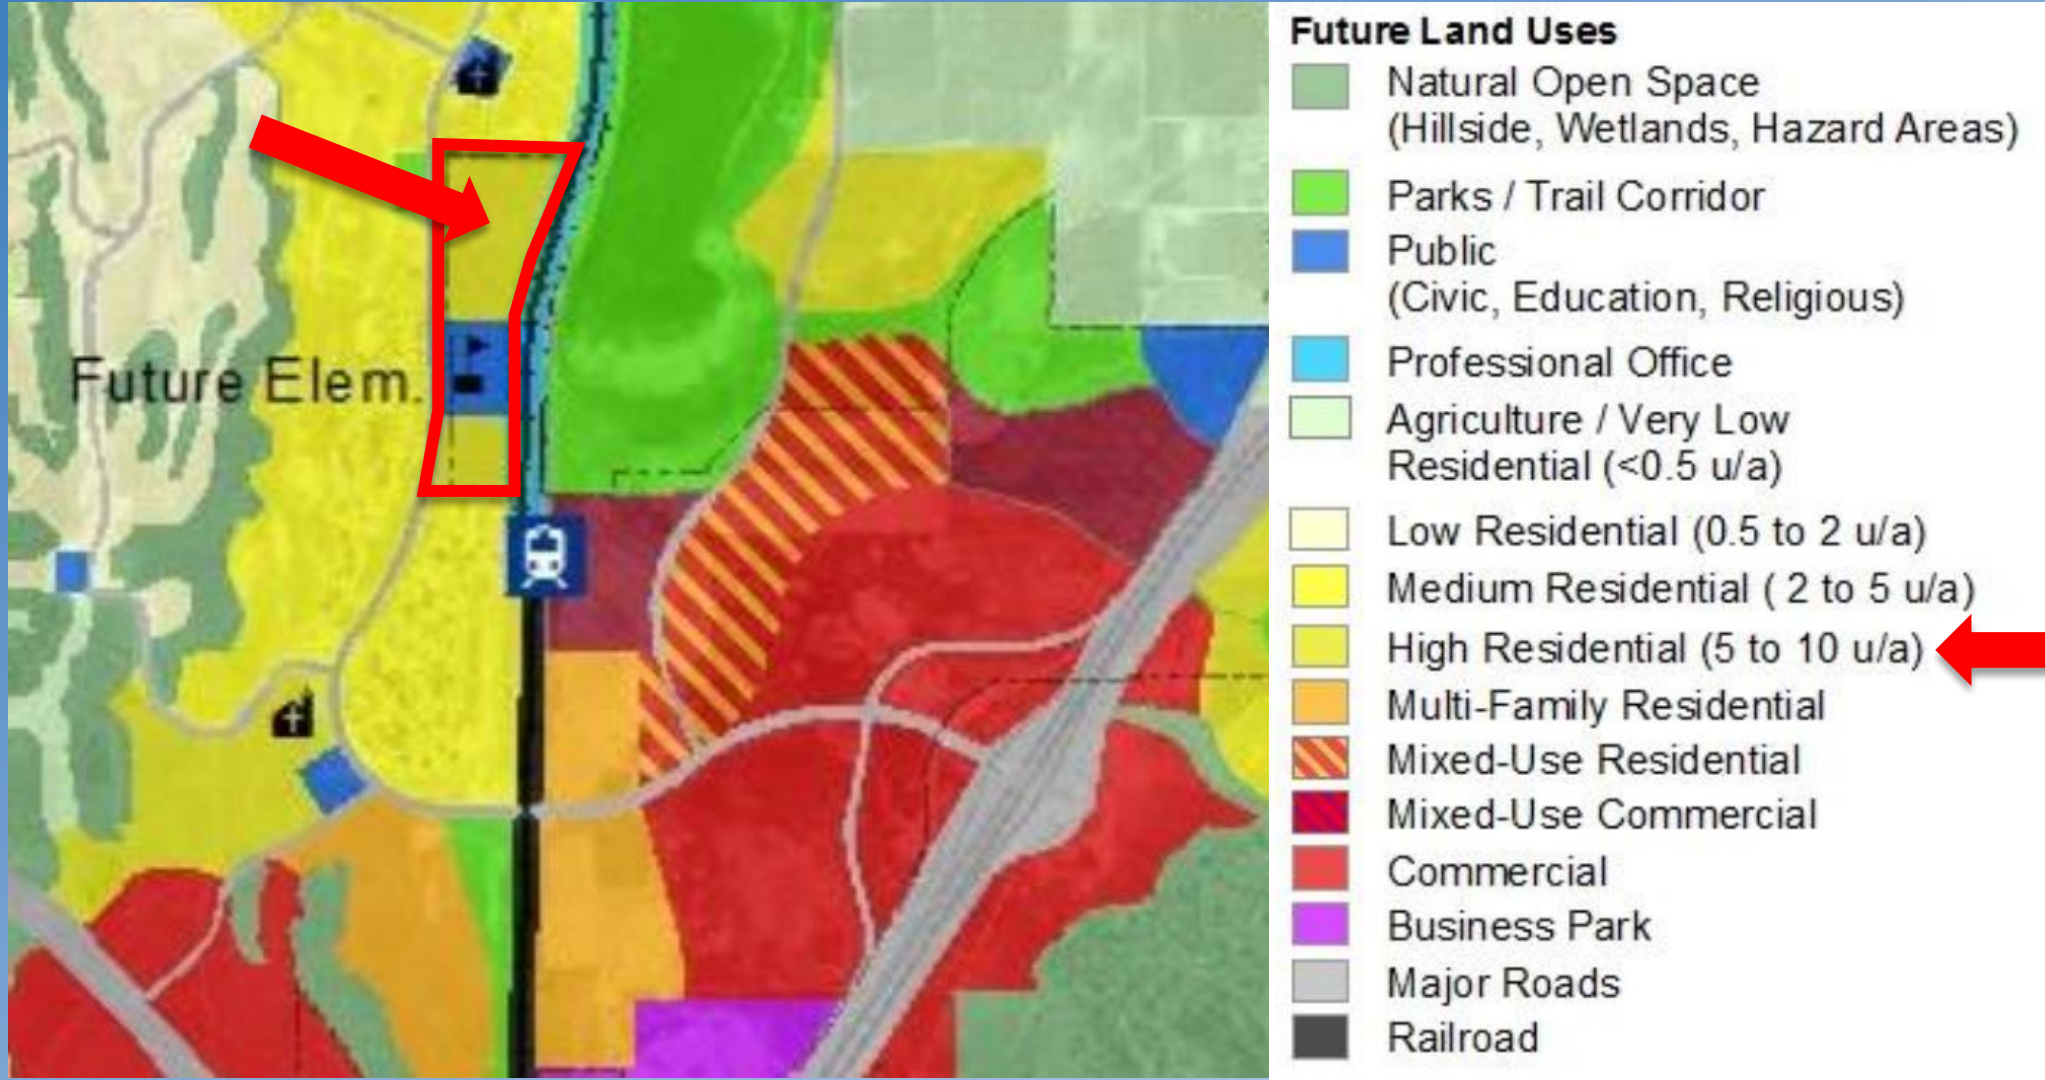 Future Elem.
Future Land Uses
Natural Open Space
(Hillside, Wetlands, Hazard Areas)
Parks / Trail Corridor
Public
(Civic, Education, Religious)
Professional Office
Agriculture / Very Low
Residential (<0.5 u/a)
Low Residential (0.5 to 2 u/a)
Medium Residential ( 2 to 5 u/a)
High Residential (5 to 10 u/a)
Multi-Family Residential
Mixed-Use Residential
Mixed-Use Commercial
Commercial
Business Park
Major Roads
Railroad